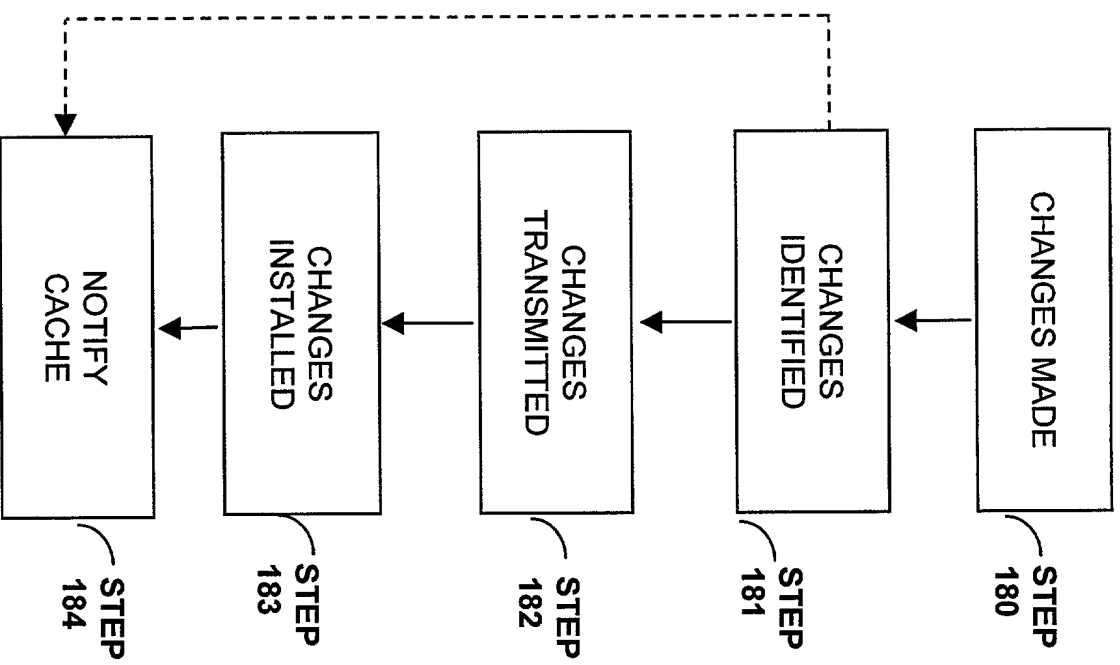 CHANGES MADE
STEP
180
CHANGES
IDENTIFIED
STEP
181
CHANGES
TRANSMITTED
STEP
182
CHANGES
INSTALLED
STEP
183
NOTIFY
CACHE
STEP
184